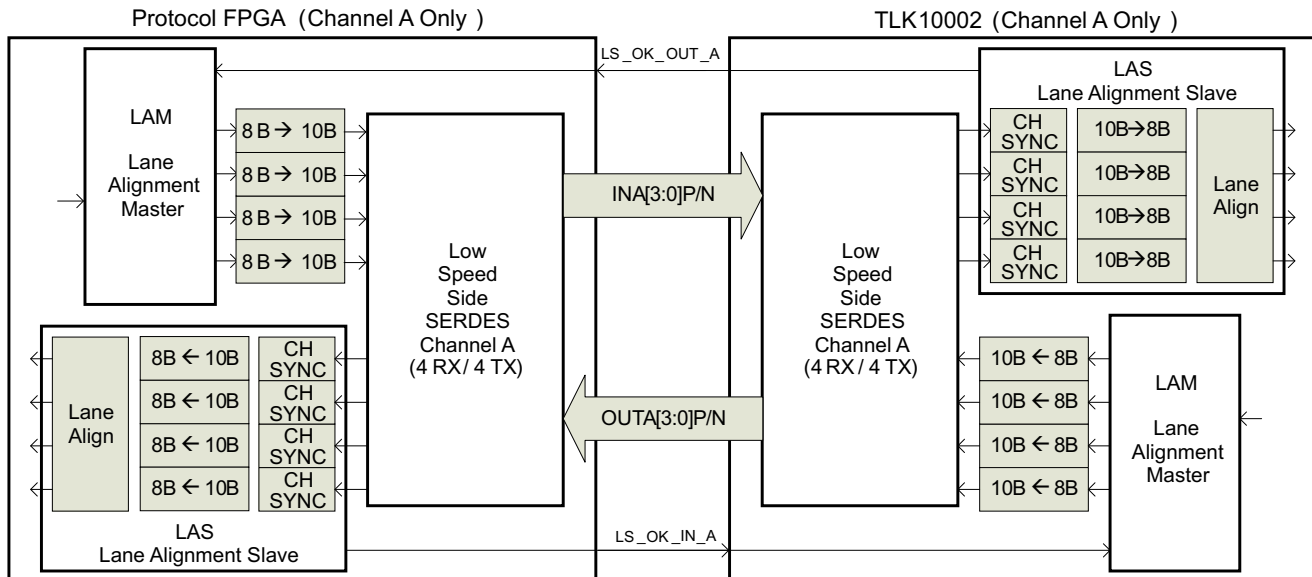 Protocol FPGA (Channel A Only)
TLK10002 (Channel A Only)
LS_OK_OUT_A
LAM
Lane
Alignment
Master
8B → 10B
8B → 10B
8B → 10B
8B → 10B
Low
Speed
Side
SERDES
Channel A
(4 RX/ 4 TX)
INA[3:0]P/N
OUTA[3:0]P/N
Low
Speed
Side
SERDES
Channel A
(4 RX/ 4 TX)
LAS
Lane Alignment Slave
CH
SYNC
CH
SYNC
CH
SYNC
CH
SYNC
10B→8B
10B→8B
10B→8B
10B→8B
Lane
Align
Lane
Align
8B ← 10B
8B ← 10B
8B ← 10B
8B ← 10B
CH
SYNC
CH
SYNC
CH
SYNC
CH
SYNC
LAS
Lane Alignment Slave
10B ← 8B
10B ← 8B
10B ← 8B
10B ← 8B
LAM
Lane
Alignment
Master
LS_OK_IN_A